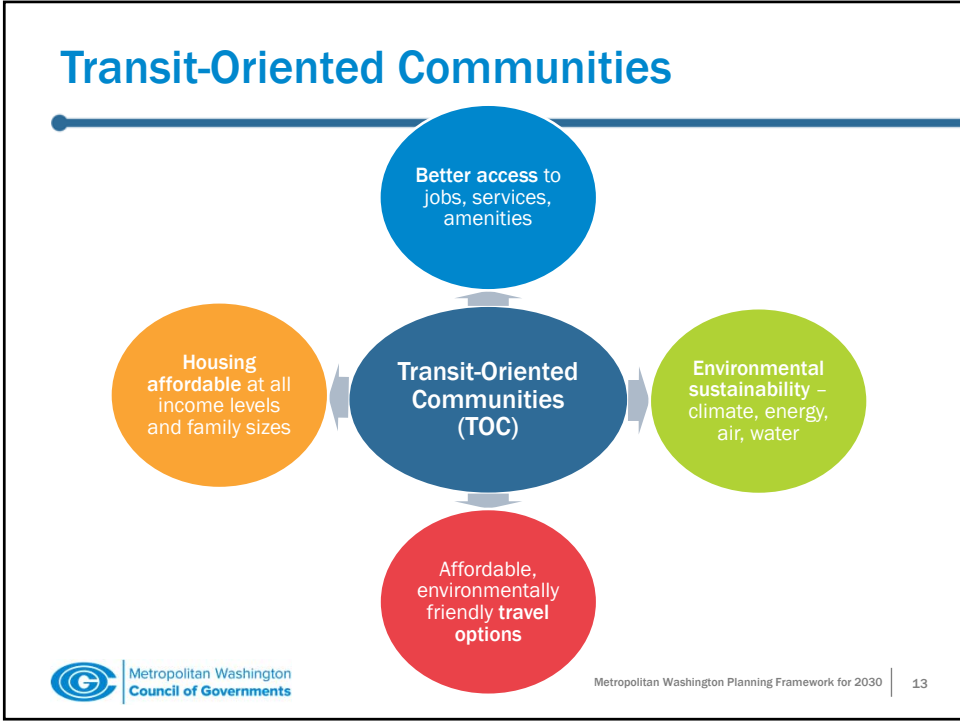 Transit-Oriented Communities
Better access to
jobs, services,
amenities
Housing
affordable at all
income levels
and family sizes
Transit-Oriented
Communities
(TOC)
Environmental
sustainability –
climate, energy,
air, water
Affordable,
environmentally
friendly travel
options
Metropolitan Washington
Council of Governments
Metropolitan Washington Planning Framework for 2030
13